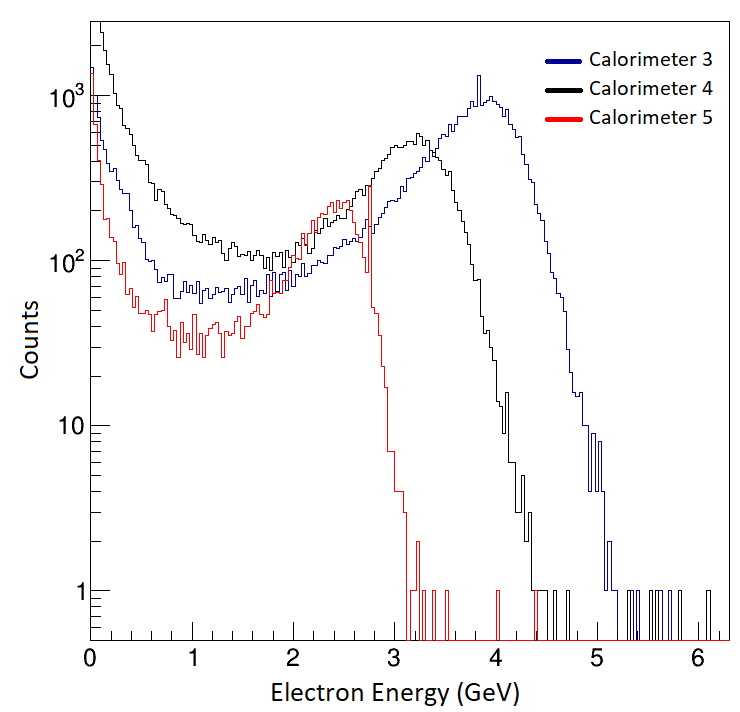 Calorimeter 3
Calorimeter 4
Calorimeter 5
10³
10²
10
1
Counts
0 1 2 3 4 5 6
Electron Energy (GeV)